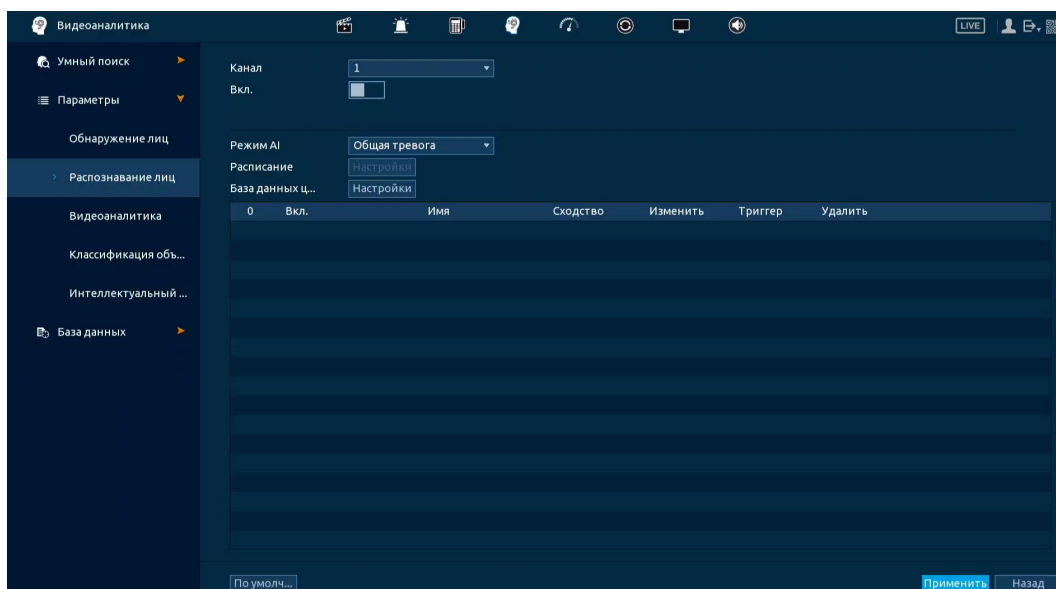 Видеоаналитика
LIVE
Умный поиск
Параметры
Обнаружение лиц
Распознавание лиц
Видеоаналитика
Классификация объ...
Интеллектуальный ...
База данных
Канал 1
Вкл.
Режим AI Общая тревога
Расписание Настройки
База данных ц... Настройки
0 Вкл. Имя Сходство Изменить Триггер Удалить
По умолч... Применить Назад